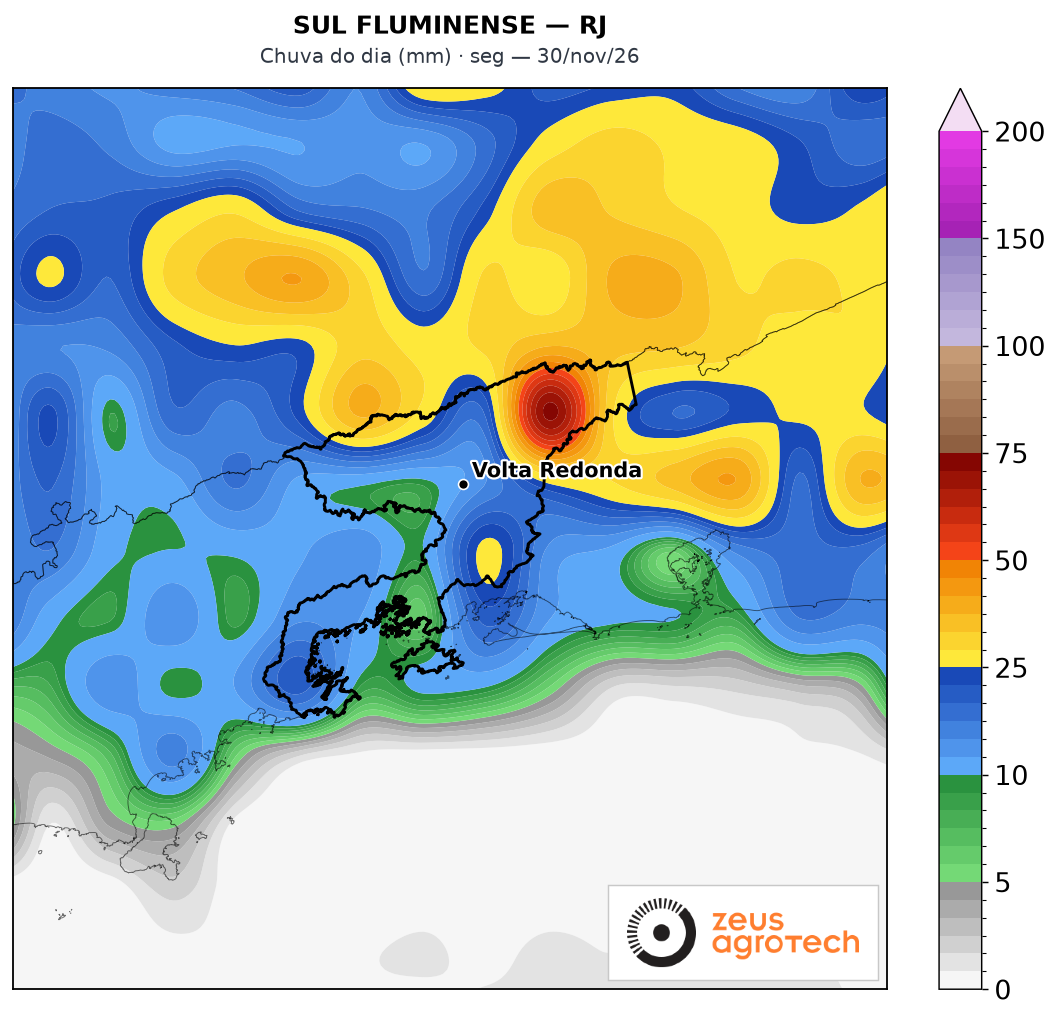 SUL FLUMINENSE — RJ
Chuva do dia (mm) · seg — 30/nov/26
200
150
100
75
50
25
10
5
0
Volta Redonda
zeus
agrotech